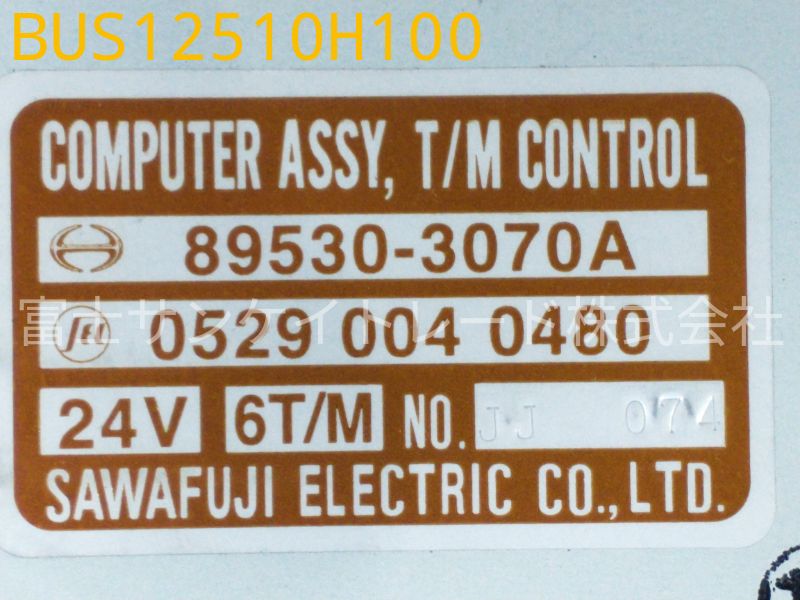 BUS12510H100
COMPUTER ASSY, T/M CONTROL
89530-3070A
富士サンケイトレード株式会社
0529 004 0480
24V 6T/M NO. JJ 074
SAWAFUJI ELECTRIC CO., LTD.